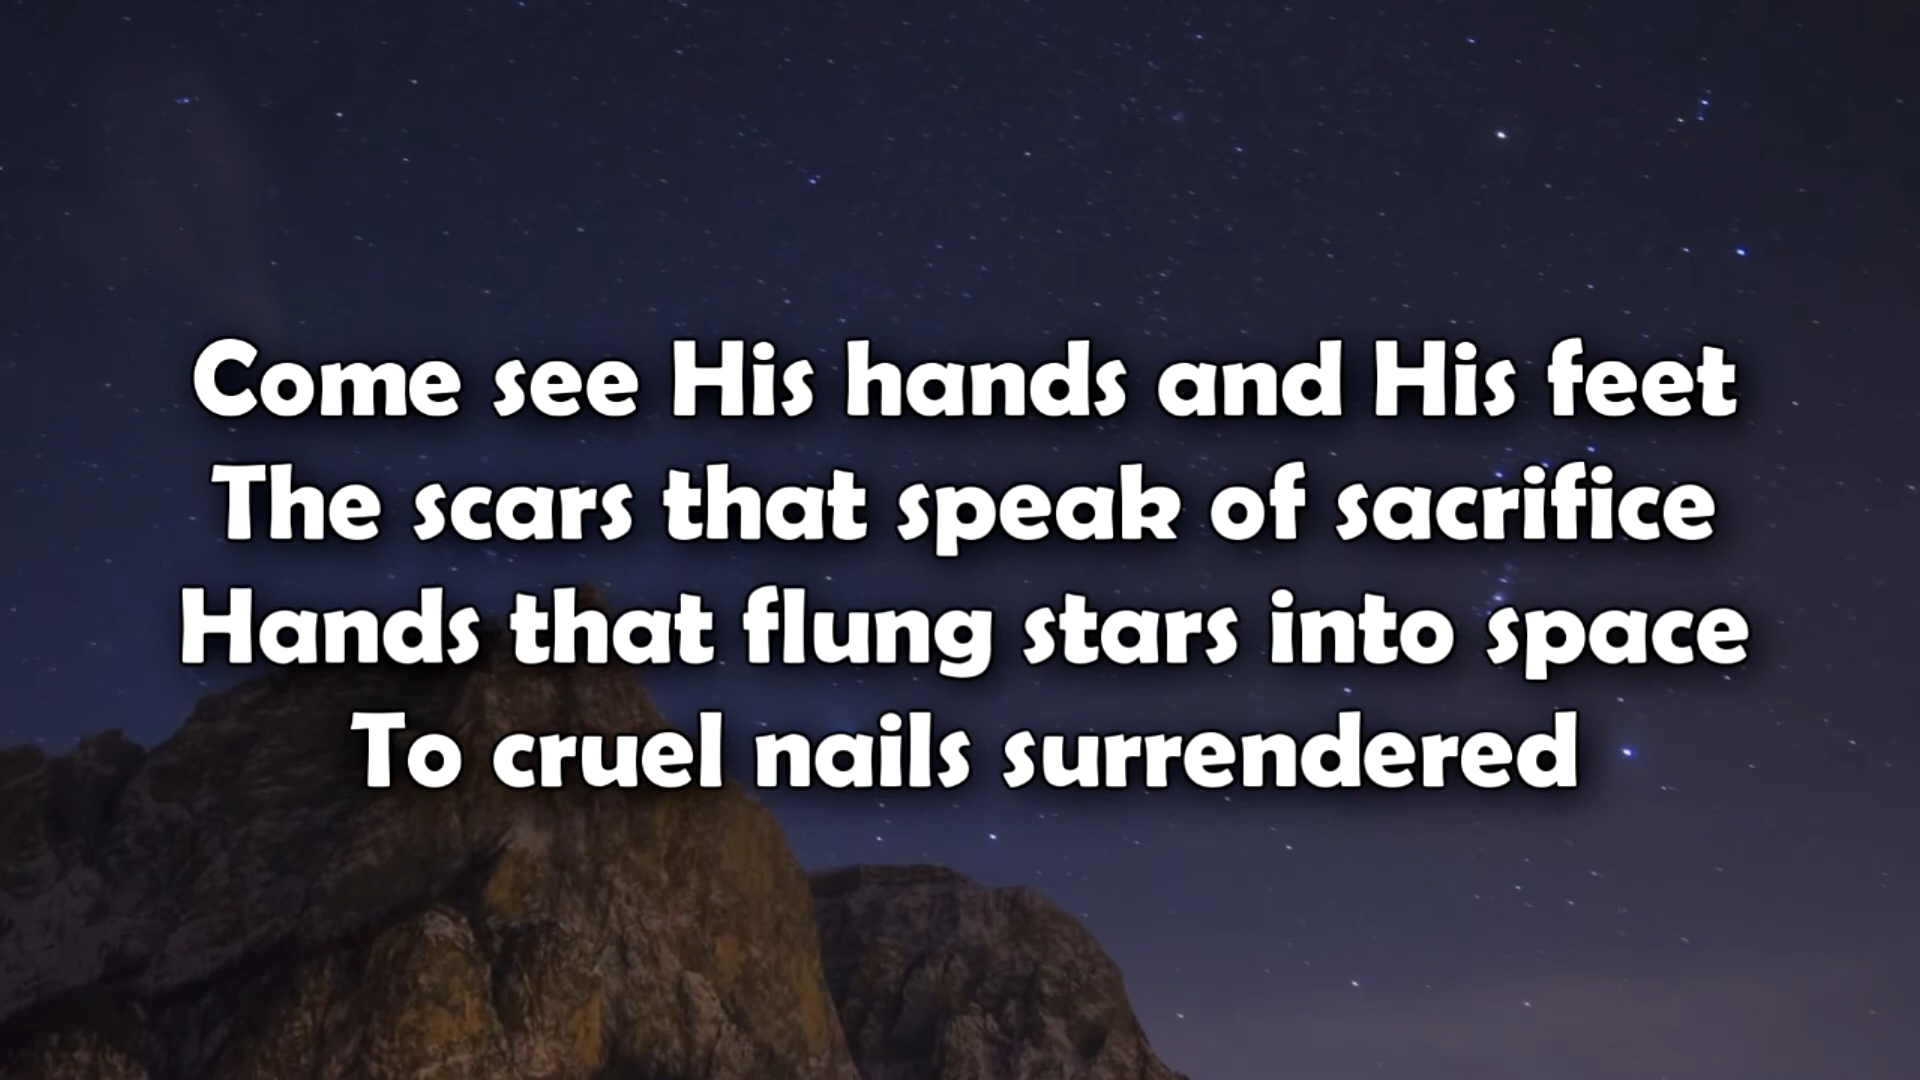 Come see His hands and His feet
The scars that speak of sacrifice
Hands that flung stars into space
To cruel nails surrendered